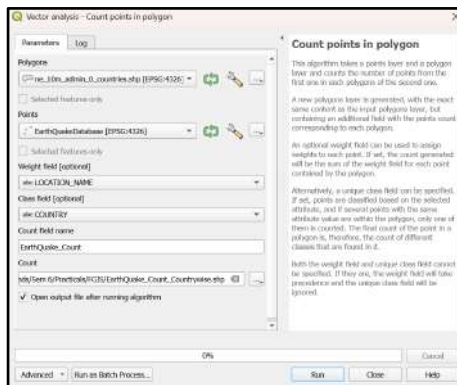 Vector analysis - Count points in polygon
Parameters
Log
Polygons
ne_10m_admin_0_countries.shp [EPSG:4326]
Selected features only
Points
EarthQuakeDatabase [EPSG:4326]
Selected features only
Weight field [optional]
abc LOCATION_NAME
Class field [optional]
abc COUNTRY
Count field name
EarthQuake_Count
Count
nds/Sem 6/Practicals/PGIS/EarthQuake_Count_Countrywise.shp
Open output file after running algorithm
Count points in polygon
This algorithm takes a points layer and a polygon
layer and counts the number of points from the
first one in each polygons of the second one.
A new polygons layer is generated, with the exact
same content as the input polygons layer, but
containing an additional field with the points count
corresponding to each polygon.
An optional weight field can be used to assign
weights to each point. If set, the count generated
will be the sum of the weight field for each point
contained by the polygon.
Alternatively, a unique class field can be specified.
If set, points are classified based on the selected
attribute, and if several points with the same
attribute value are within the polygon, only one of
them is counted. The final count of the point in a
polygon is, therefore, the count of different
classes that are found in it.
Both the weight field and unique class field cannot
be specified. If they are, the weight field will take
precedence and the unique class field will be
ignored.
0%
Cancel
Advanced
Run as Batch Process...
Run
Close
Help